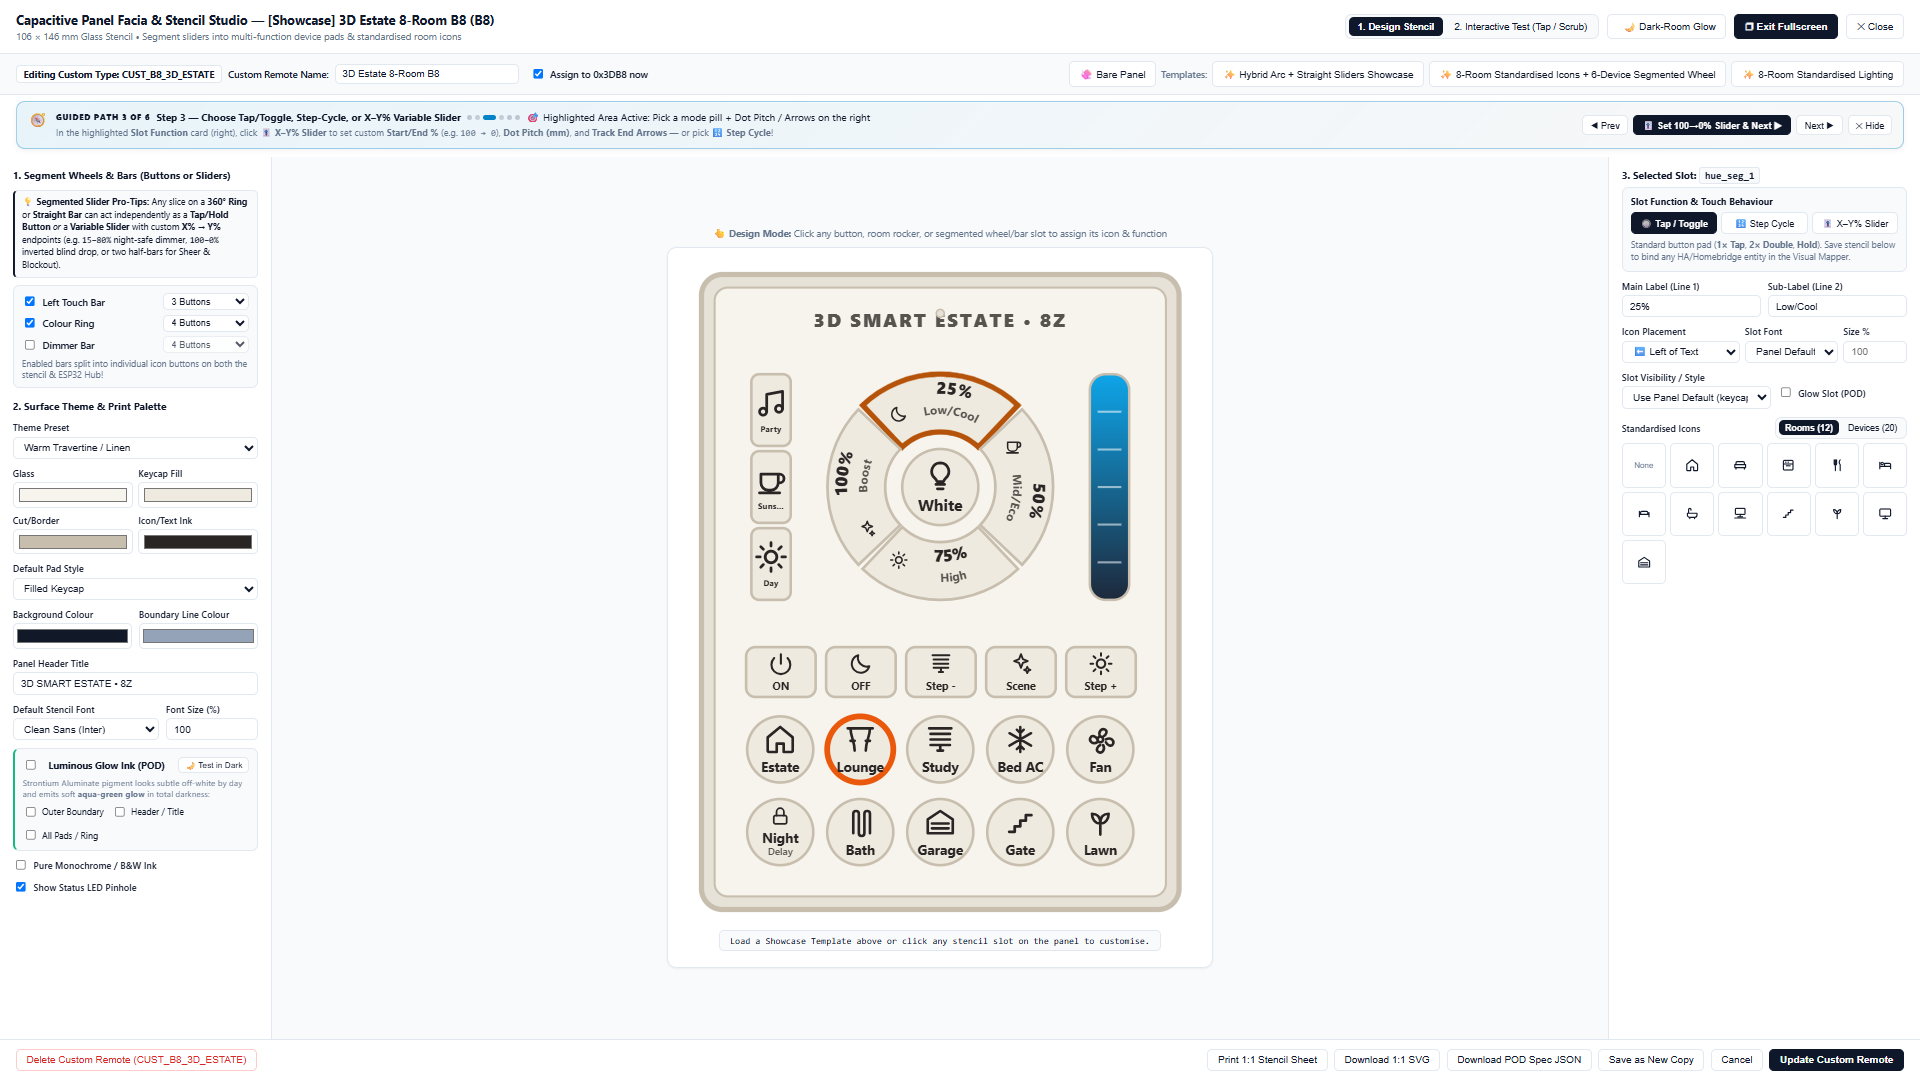 Capacitive Panel Facia & Stencil Studio — [Showcase] 3D Estate 8-Room B8 (B8)
106 × 146 mm Glass Stencil • Segment sliders into multi-function device pads & standardised room icons
1. Design Stencil
2. Interactive Test (Tap / Scrub)
Dark-Room Glow
Exit Fullscreen
Close
Editing Custom Type: CUST_B8_3D_ESTATE
Custom Remote Name:
3D Estate 8-Room B8
Assign to 0x3DB8 now
Bare Panel
Templates:
Hybrid Arc + Straight Sliders Showcase
8-Room Standardised Icons + 6-Device Segmented Wheel
8-Room Standardised Lighting
GUIDED PATH 3 OF 6 Step 3 — Choose Tap/Toggle, Step-Cycle, or X–Y% Variable Slider
Highlighted Area Active: Pick a mode pill + Dot Pitch / Arrows on the right
In the highlighted Slot Function card (right), click X–Y% Slider to set custom Start/End % (e.g. 100 → 0), Dot Pitch (mm), and Track End Arrows — or pick Step Cycle!
◀ Prev
Set 100→0% Slider & Next ▶
Next ▶
Hide
1. Segment Wheels & Bars (Buttons or Sliders)
Segmented Slider Pro-Tips: Any slice on a 360° Ring
or Straight Bar can act independently as a Tap/Hold
Button or a Variable Slider with custom X% → Y%
endpoints (e.g. 15–80% night-safe dimmer, 100–0%
inverted blind drop, or two half-bars for Sheer &
Blockout).
Left Touch Bar
3 Buttons
Colour Ring
4 Buttons
Dimmer Bar
4 Buttons
Enabled bars split into individual icon buttons on both the
stencil & ESP32 Hub!
2. Surface Theme & Print Palette
Theme Preset
Warm Travertine / Linen
Glass
Keycap Fill
Cut/Border
Icon/Text Ink
Default Pad Style
Filled Keycap
Background Colour
Boundary Line Colour
Panel Header Title
3D SMART ESTATE • 8Z
Default Stencil Font
Font Size (%)
Clean Sans (Inter)
100
Luminous Glow Ink (POD)
Test in Dark
Strontium Aluminate pigment looks subtle off-white by day
and emits soft aqua-green glow in total darkness:
Outer Boundary
Header / Title
All Pads / Ring
Pure Monochrome / B&W Ink
Show Status LED Pinhole
Design Mode: Click any button, room rocker, or segmented wheel/bar slot to assign its icon & function
3D SMART ESTATE • 8Z
Party
Suns...
Day
25%
Low/Cool
50%
Mid/Eco
75%
High
100%
Boost
White
ON
OFF
Step -
Scene
Step +
Estate
Lounge
Study
Bed AC
Fan
Night
Delay
Bath
Garage
Gate
Lawn
Load a Showcase Template above or click any stencil slot on the panel to customise.
3. Selected Slot: hue_seg_1
Slot Function & Touch Behaviour
Tap / Toggle
Step Cycle
X–Y% Slider
Standard button pad (1× Tap, 2× Double, Hold). Save stencil below
to bind any HA/Homebridge entity in the Visual Mapper.
Main Label (Line 1)
Sub-Label (Line 2)
25%
Low/Cool
Icon Placement
Slot Font
Size %
Left of Text
Panel Default
100
Slot Visibility / Style
Use Panel Default (keycap
Glow Slot (POD)
Standardised Icons
Rooms (12)
Devices (20)
None
Delete Custom Remote (CUST_B8_3D_ESTATE)
Print 1:1 Stencil Sheet
Download 1:1 SVG
Download POD Spec JSON
Save as New Copy
Cancel
Update Custom Remote